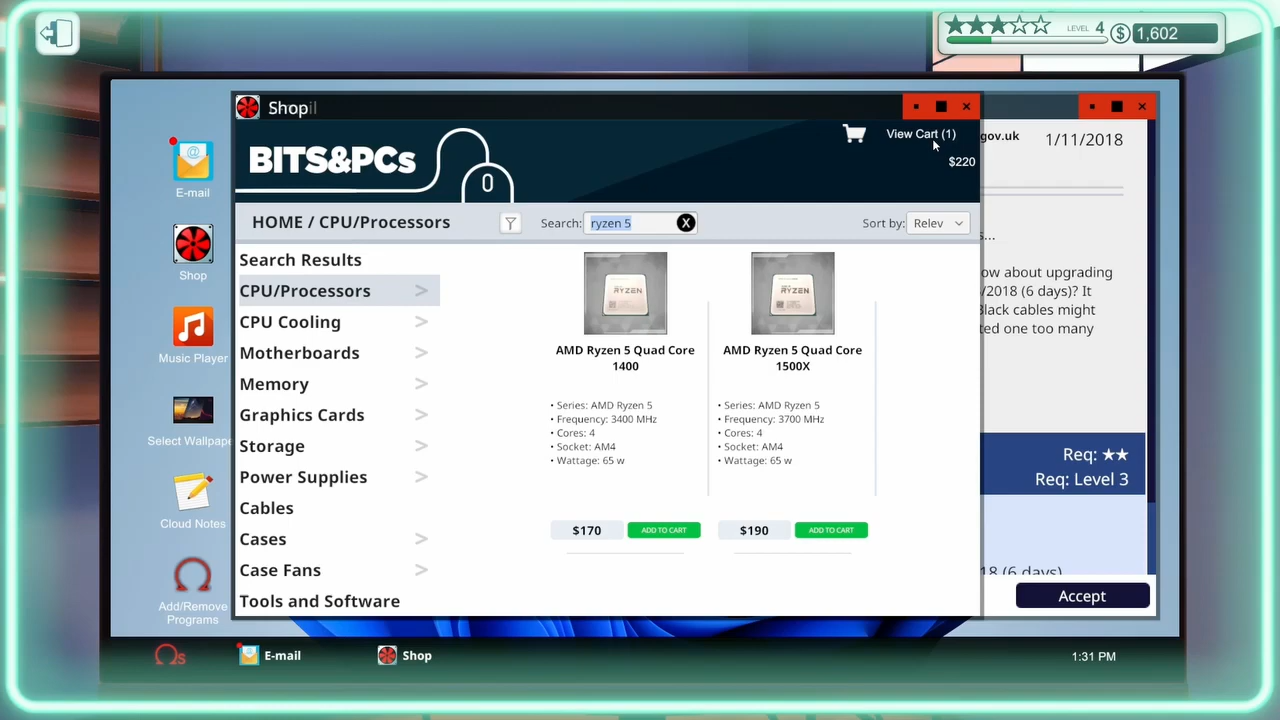 LEVEL 4
$ 1,602
Shopil
View Cart (1)
$220
BITS&PCs
0
gov.uk
1/11/2018
HOME / CPU/Processors
Search:
ryzen 5
X
Sort by:
Relev
Search Results
CPU/Processors >
CPU Cooling >
Motherboards >
Memory >
Graphics Cards >
Storage >
Power Supplies >
Cables
Cases >
Case Fans >
Tools and Software
RYZEN
AMD Ryzen 5 Quad Core
1400
• Series: AMD Ryzen 5
• Frequency: 3400 MHz
• Cores: 4
• Socket: AM4
• Wattage: 65 w
$170
ADD TO CART
RYZEN
AMD Ryzen 5 Quad Core
1500X
• Series: AMD Ryzen 5
• Frequency: 3700 MHz
• Cores: 4
• Socket: AM4
• Wattage: 65 w
$190
ADD TO CART
s...
ow about upgrading
/2018 (6 days)? It
Black cables might
ted one too many
Req: ★★
Req: Level 3
18 (6 days)
Accept
@
E-mail
Shop
Music Player
Select Wallpape
Cloud Notes
Add/Remove
Programs
Ωs
E-mail
Shop
1:31 PM